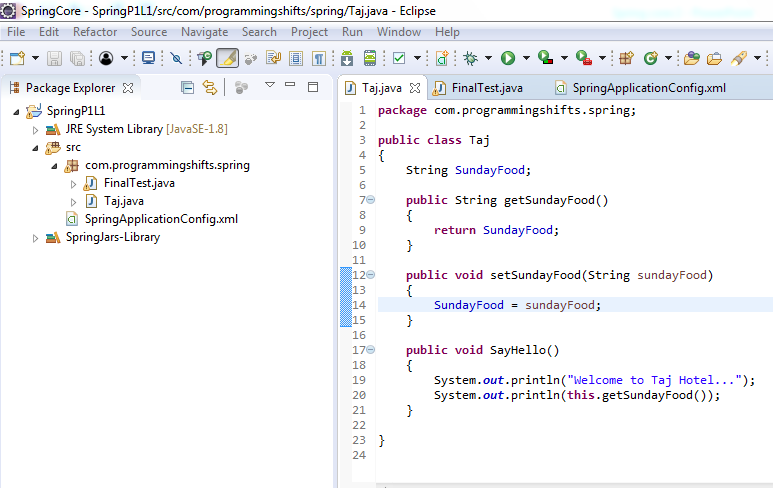 SpringCore - SpringP1L1/src/com/programmingshifts/spring/Taj.java - Eclipse
File Edit Refactor Source Navigate Search Project Run Window Help
Package Explorer
SpringP1L1
JRE System Library [JavaSE-1.8]
src
com.programmingshifts.spring
FinalTest.java
Taj.java
SpringApplicationConfig.xml
SpringJars-Library
Taj.java FinalTest.java SpringApplicationConfig.xml
1 package com.programmingshifts.spring;
2
3 public class Taj
4 {
5 String SundayFood;
6
7 public String getSundayFood()
8 {
9 return SundayFood;
10 }
11
12 public void setSundayFood(String sundayFood)
13 {
14 SundayFood = sundayFood;
15 }
16
17 public void SayHello()
18 {
19 System.out.println("Welcome to Taj Hotel...");
20 System.out.println(this.getSundayFood());
21 }
22
23 }
24